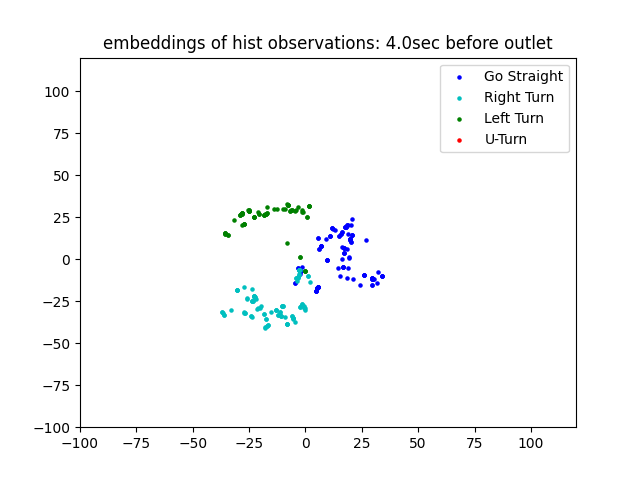 embeddings of hist observations: 4.0sec before outlet
Go Straight
Right Turn
Left Turn
U-Turn
100
75
50
25
0
−25
−50
−75
−100
−100 −75 −50 −25 0 25 50 75 100